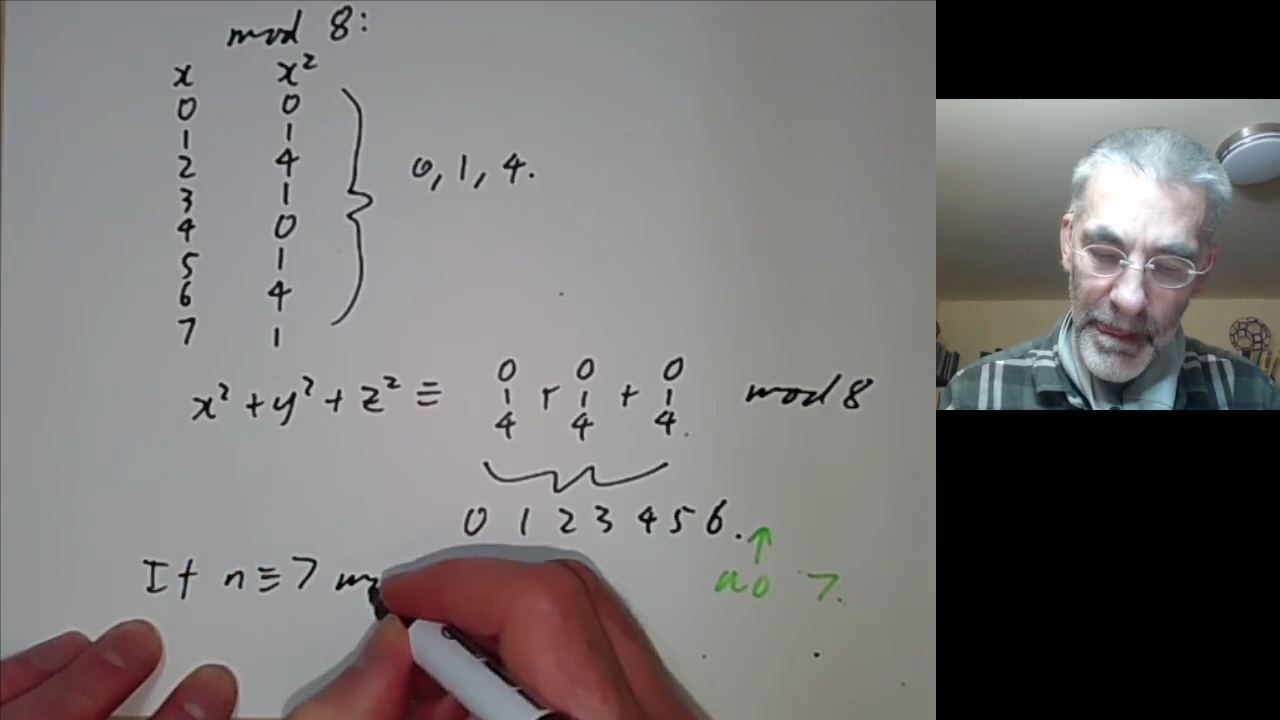 mod 8:
x x²
0 0
1 1
2 4
3 1
4 0
5 1
6 4
7 1
0, 1, 4.
0 0 0
x² + y² + z² ≡ 1 + 1 + 1 mod 8
4 4 4.
0 1 2 3 4 5 6.
↑
no 7.
If n ≡ 7